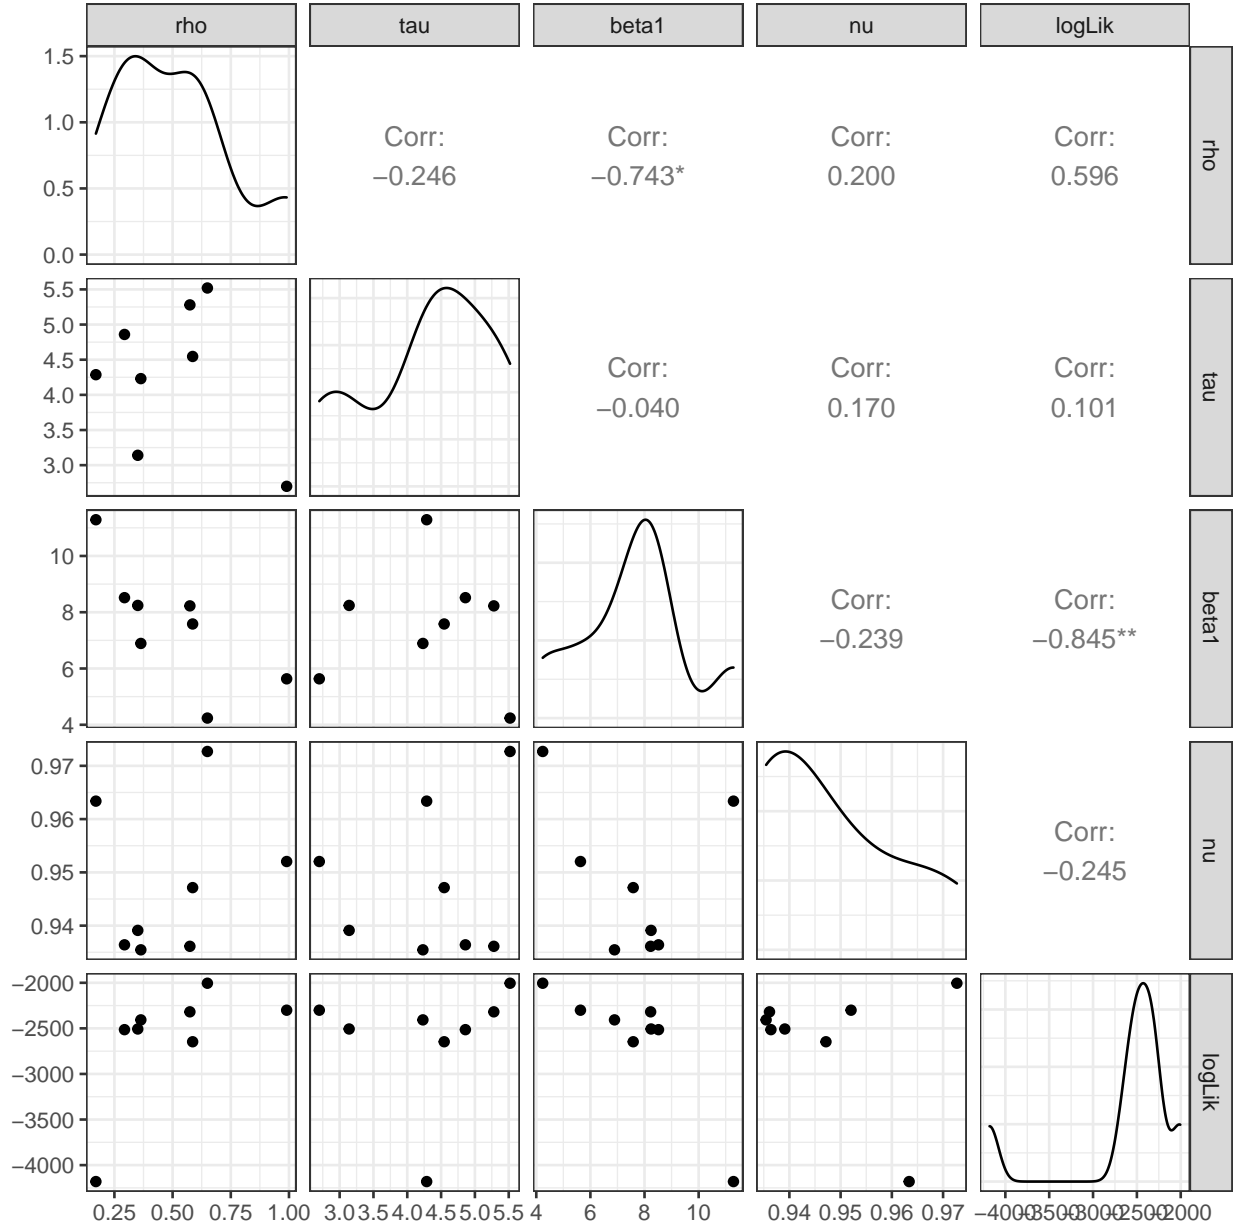 rho tau beta1 nu logLik
1.5
1.0
0.5
0.0
Corr:
−0.246
Corr:
−0.743*
Corr:
0.200
Corr:
0.596
rho
5.5
5.0
4.5
4.0
3.5
3.0
Corr:
−0.040
Corr:
0.170
Corr:
0.101
tau
10
8
6
4
Corr:
−0.239
Corr:
−0.845**
beta1
0.97
0.96
0.95
0.94
Corr:
−0.245
nu
−2000
−2500
−3000
−3500
−4000
logLik
0.25 0.50 0.75 1.00 3.0 3.5 4.0 4.5 5.0 5.5 4 6 8 10 0.94 0.95 0.96 0.97 −4000 −3500 −3000 −2500 −2000